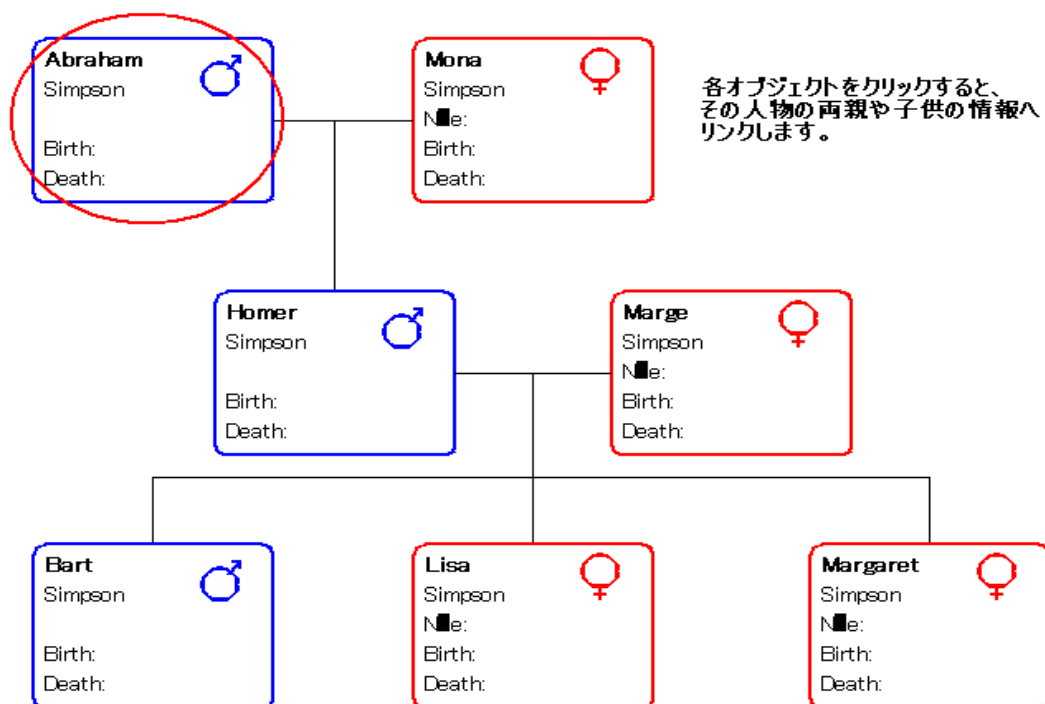 Abraham
Simpson
Birth:
Death:
Mona
Simpson
Birth:
Death:
各オブジェクトをクリックすると、
その人物の両親や子供の情報へ
リンクします。
Homer
Simpson
Birth:
Death:
Marge
Simpson
Birth:
Death:
Bart
Simpson
Birth:
Death:
Lisa
Simpson
Birth:
Death:
Margaret
Simpson
Birth:
Death: